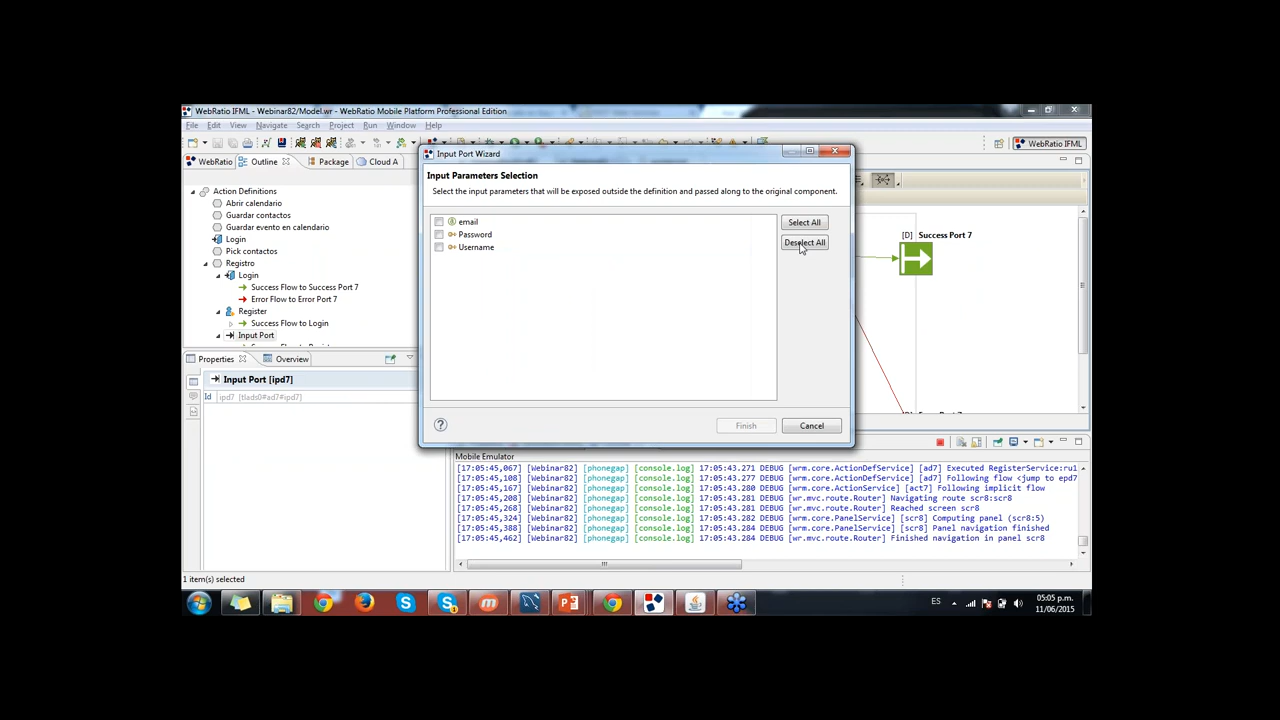 WebRatio IFML - Webinar82/Model.wr - WebRatio Mobile Platform Professional Edition
File Edit View Navigate Search Project Run Window Help
WebRatio IFML
WebRatio Outline Package Cloud A
Action Definitions
Abrir calendario
Guardar contactos
Guardar evento en calendario
Login
Pick contactos
Registro
Login
Success Flow to Success Port 7
Error Flow to Error Port 7
Register
Success Flow to Login
Input Port
Properties Overview
Input Port [ipd7]
Id ipd7 [tlads0#ad7#ipd7]
1 item(s) selected
Input Port Wizard
Input Parameters Selection
Select the input parameters that will be exposed outside the definition and passed along to the original component.
email
Password
Username
Select All
Deselect All
Finish
Cancel
[D] Success Port 7
Mobile Emulator
[17:05:45,067] [Webinar82] [phonegap] [console.log] 17:05:43.271 DEBUG [wrm.core.ActionDefService] [ad7] Executed RegisterService:ru1
[17:05:45,108] [Webinar82] [phonegap] [console.log] 17:05:43.277 DEBUG [wrm.core.ActionDefService] [ad7] Following flow <jump to epd7
[17:05:45,167] [Webinar82] [phonegap] [console.log] 17:05:43.280 DEBUG [wrm.core.ActionService] [act7] Following implicit flow
[17:05:45,208] [Webinar82] [phonegap] [console.log] 17:05:43.281 DEBUG [wr.mvc.route.Router] Navigating route scr8:scr8
[17:05:45,268] [Webinar82] [phonegap] [console.log] 17:05:43.281 DEBUG [wr.mvc.route.Router] Reached screen scr8
[17:05:45,324] [Webinar82] [phonegap] [console.log] 17:05:43.282 DEBUG [wrm.core.PanelService] [scr8] Computing panel (scr8:5)
[17:05:45,388] [Webinar82] [phonegap] [console.log] 17:05:43.284 DEBUG [wrm.core.PanelService] [scr8] Panel navigation finished
[17:05:45,462] [Webinar82] [phonegap] [console.log] 17:05:43.284 DEBUG [wr.mvc.route.Router] Finished navigation in panel scr8
ES
05:05 p.m.
11/06/2015